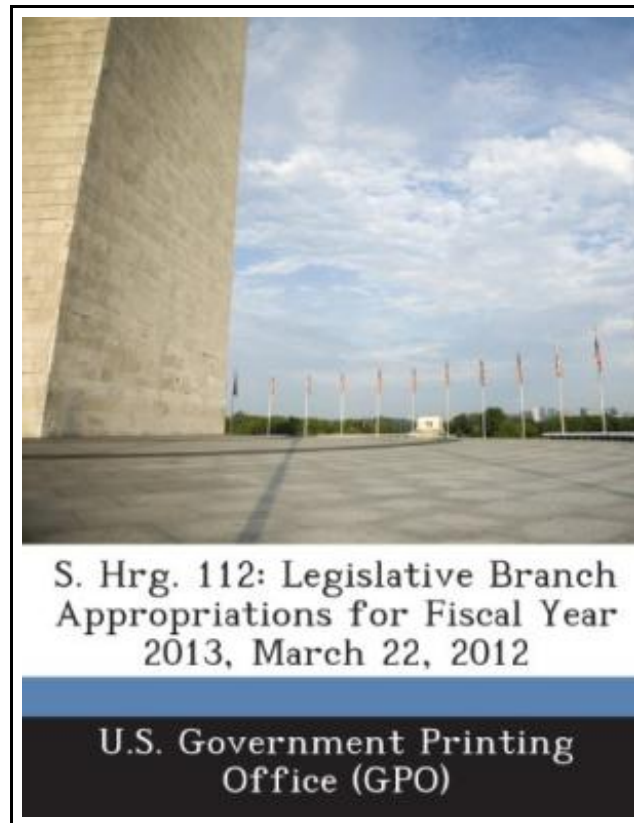 S. Hrg. 112: Legislative Branch
Appropriations for Fiscal Year
2013, March 22, 2012
U.S. Government Printing
Office (GPO)